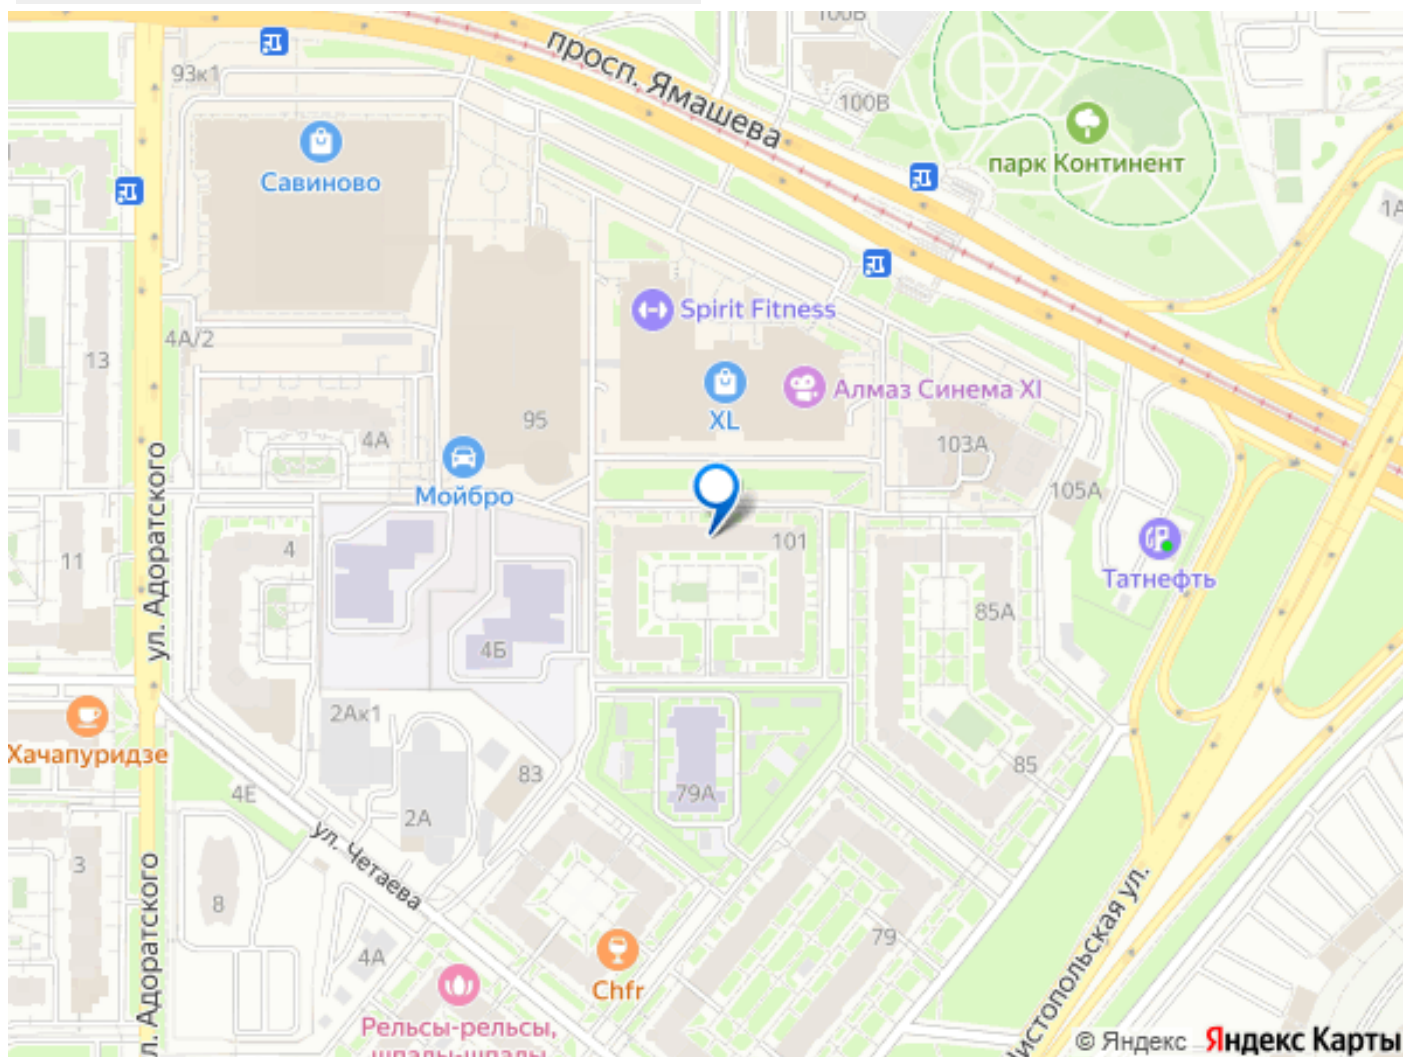 100В
просп. Ямашева
93к1
100В
парк Континент
Савиново
1А
Spirit Fitness
4А/2
13
Алмаз Синема XI
XL
95
4А
103А
Мойбро
105А
ул. Адоратского
101
4
11
Татнефть
85А
4Б
2Ак1
Хачапуридзе
83
85
4Е
79А
2А
ул. Четаева
3
8
79
4А
Chfr
л. Адоратского
Чистопольская ул.
Рельсы-рельсы,
шпалы-шпалы
© Яндекс Яндекс Карты